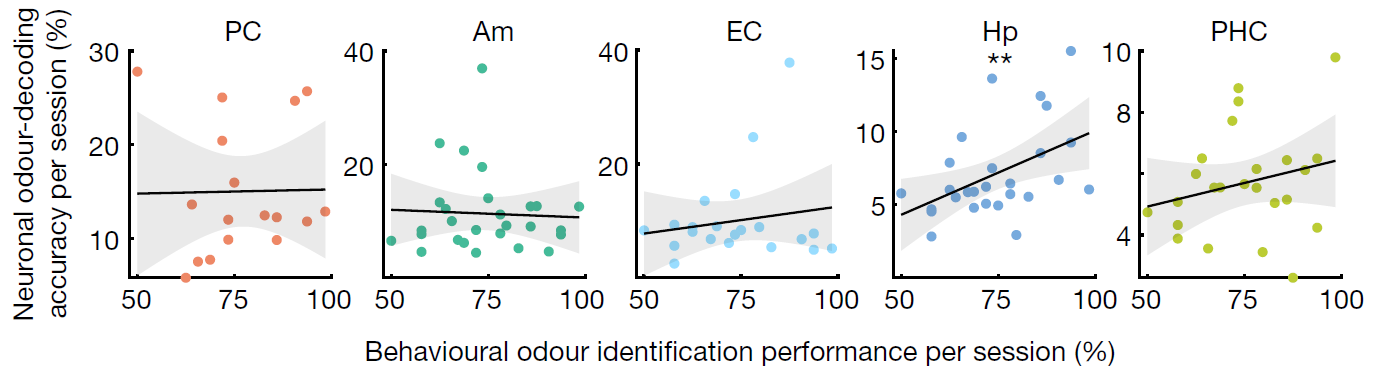 Neuronal odour-decoding
accuracy per session (%)
PC
30
20
10
50 75 100
Am
40
20
50 75 100
EC
40
20
50 75 100
Hp
**
15
10
5
50 75 100
PHC
10
8
4
50 75 100
Behavioural odour identification performance per session (%)